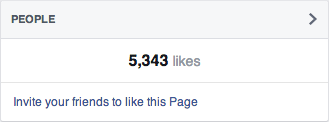 PEOPLE
5,343 likes
Invite your friends to like this Page